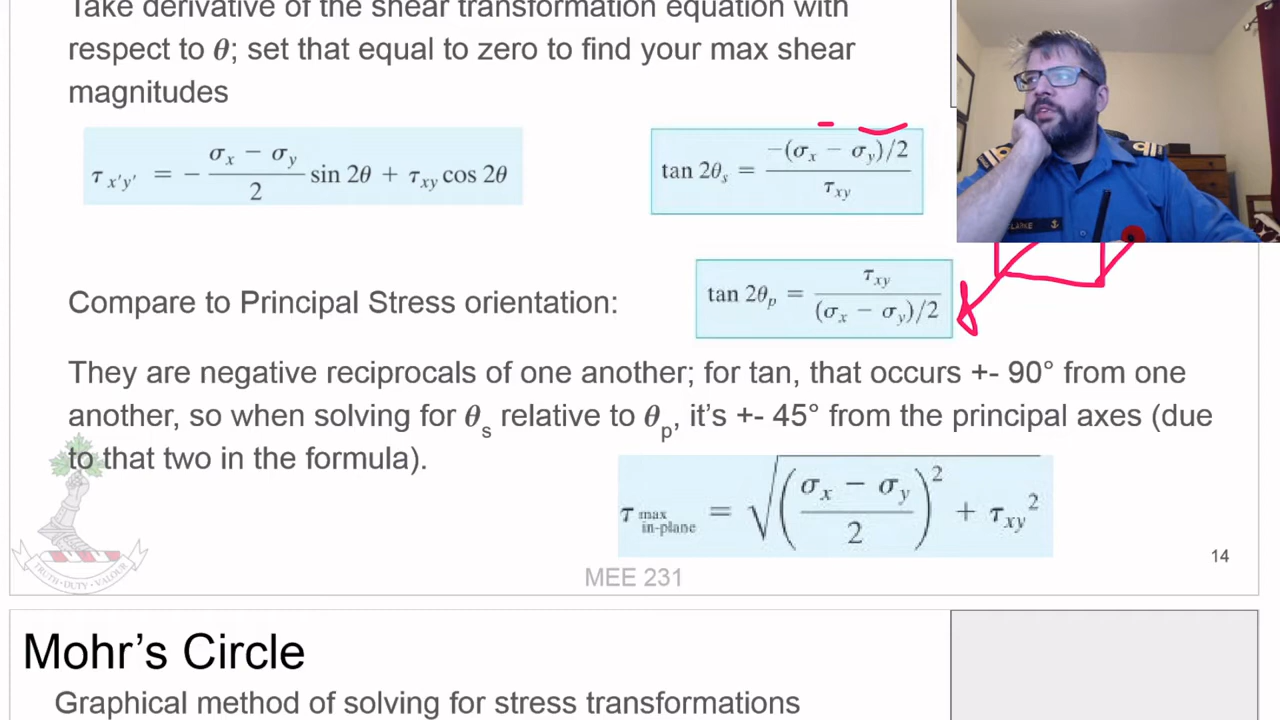 Take derivative of the shear transformation equation with
respect to θ; set that equal to zero to find your max shear
magnitudes
τ x'y' = − (σx − σy)/2 sin 2θ + τxy cos 2θ
tan 2θs = −(σx − σy)/2 / τxy
LARKE
Compare to Principal Stress orientation:
tan 2θp = τxy / (σx − σy)/2
They are negative reciprocals of one another; for tan, that occurs +- 90° from one
another, so when solving for θs relative to θp, it's +- 45° from the principal axes (due
to that two in the formula).
τ max in-plane = √((σx − σy)/2)² + τxy²
TRUTH · DUTY · VALOUR
MEE 231
14
Mohr's Circle
Graphical method of solving for stress transformations